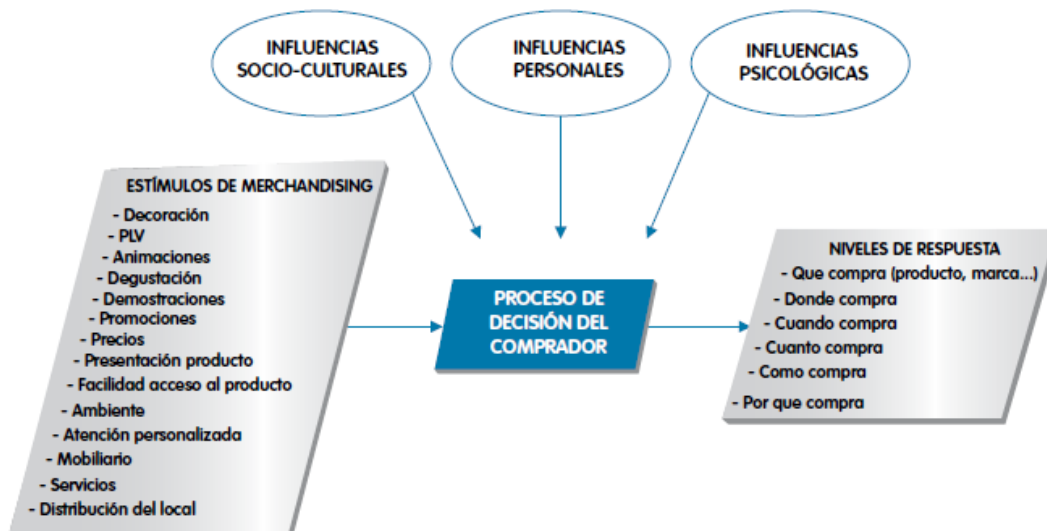 INFLUENCIAS
SOCIO-CULTURALES
INFLUENCIAS
PERSONALES
INFLUENCIAS
PSICOLÓGICAS
ESTÍMULOS DE MERCHANDISING
- Decoración
- PLV
- Animaciones
- Degustación
- Demostraciones
- Promociones
- Precios
- Presentación producto
- Facilidad acceso al producto
- Ambiente
- Atención personalizada
- Mobiliario
- Servicios
- Distribución del local
PROCESO DE
DECISIÓN DEL
COMPRADOR
NIVELES DE RESPUESTA
- Que compra (producto, marca...)
- Donde compra
- Cuando compra
- Cuanto compra
- Como compra
- Por que compra